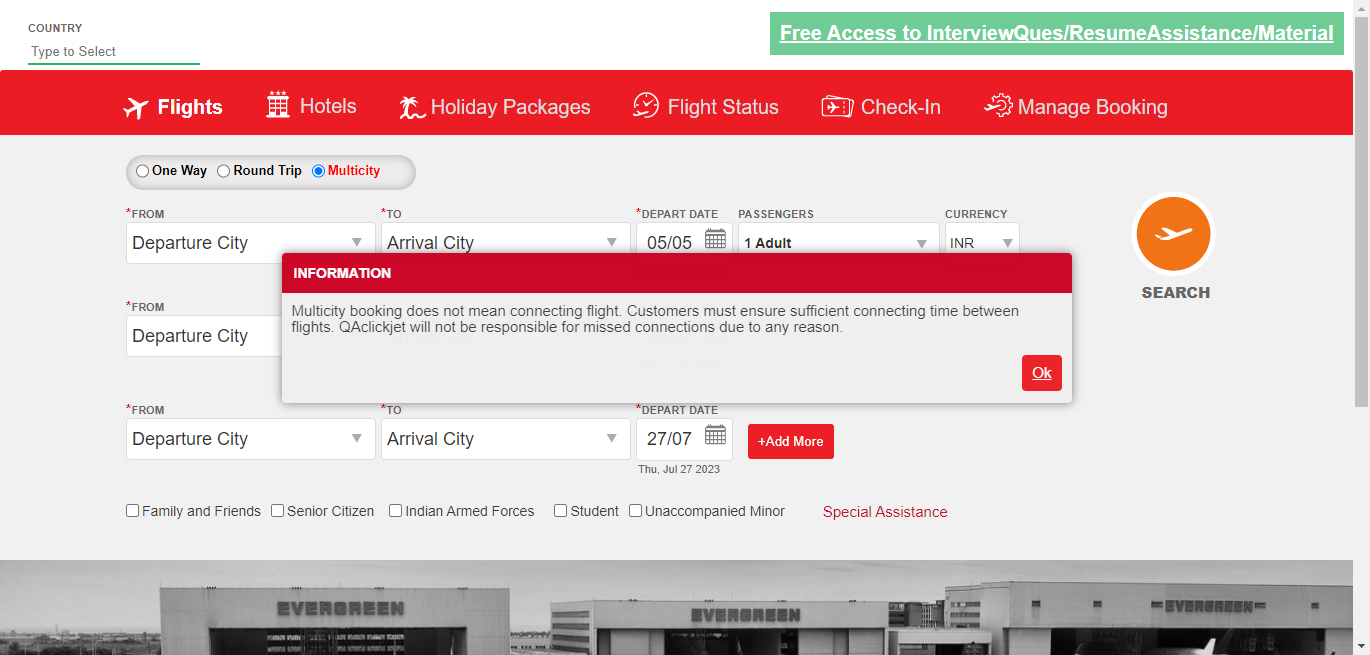 COUNTRY
Type to Select
Free Access to InterviewQues/ResumeAssistance/Material
Flights
Hotels
Holiday Packages
Flight Status
Check-In
Manage Booking
One Way
Round Trip
Multicity
*FROM
*TO
*DEPART DATE
PASSENGERS
CURRENCY
Departure City
Arrival City
05/05
1 Adult
INR
SEARCH
INFORMATION
Multicity booking does not mean connecting flight. Customers must ensure sufficient connecting time between
flights. QAclickjet will not be responsible for missed connections due to any reason.
Ok
*FROM
Departure City
*FROM
*TO
*DEPART DATE
Departure City
Arrival City
27/07
+Add More
Thu, Jul 27 2023
Family and Friends
Senior Citizen
Indian Armed Forces
Student
Unaccompanied Minor
Special Assistance
EVERGREEN
EVERGREEN
EVERGREEN